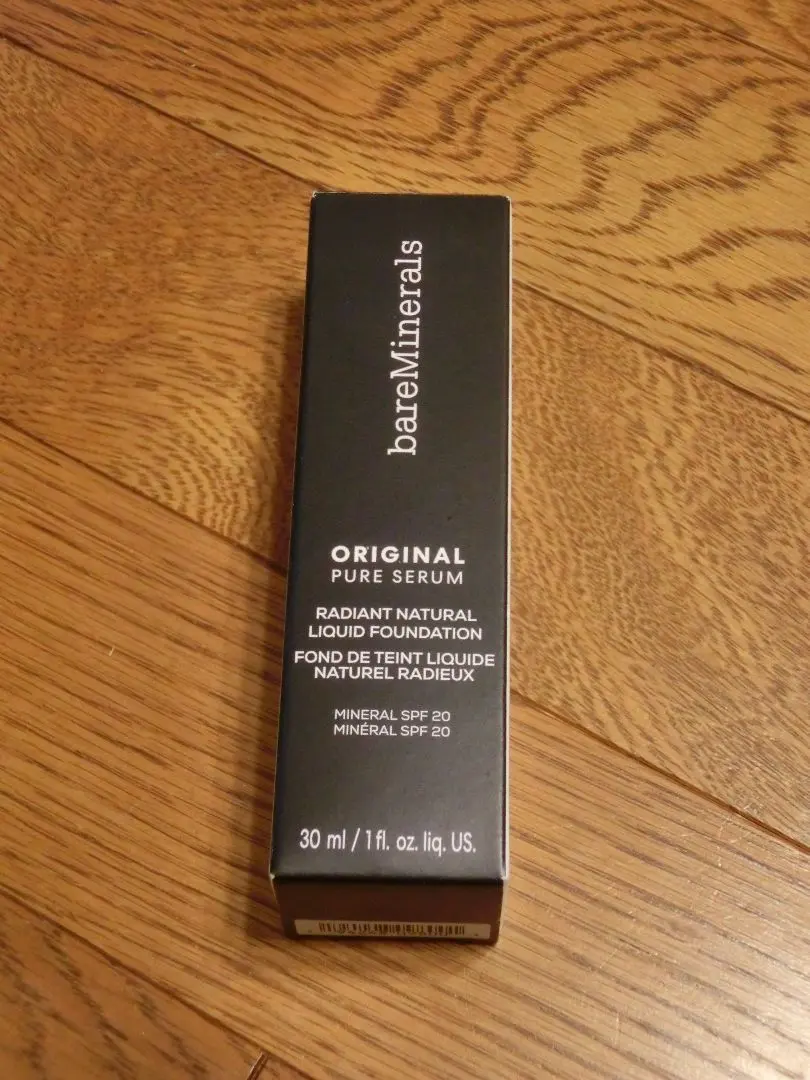 bareMinerals
ORIGINAL
PURE SERUM
RADIANT NATURAL
LIQUID FOUNDATION
FOND DE TEINT LIQUIDE
NATUREL RADIEUX
MINERAL SPF 20
MINÉRAL SPF 20
30 ml / 1 fl. oz. liq. US.